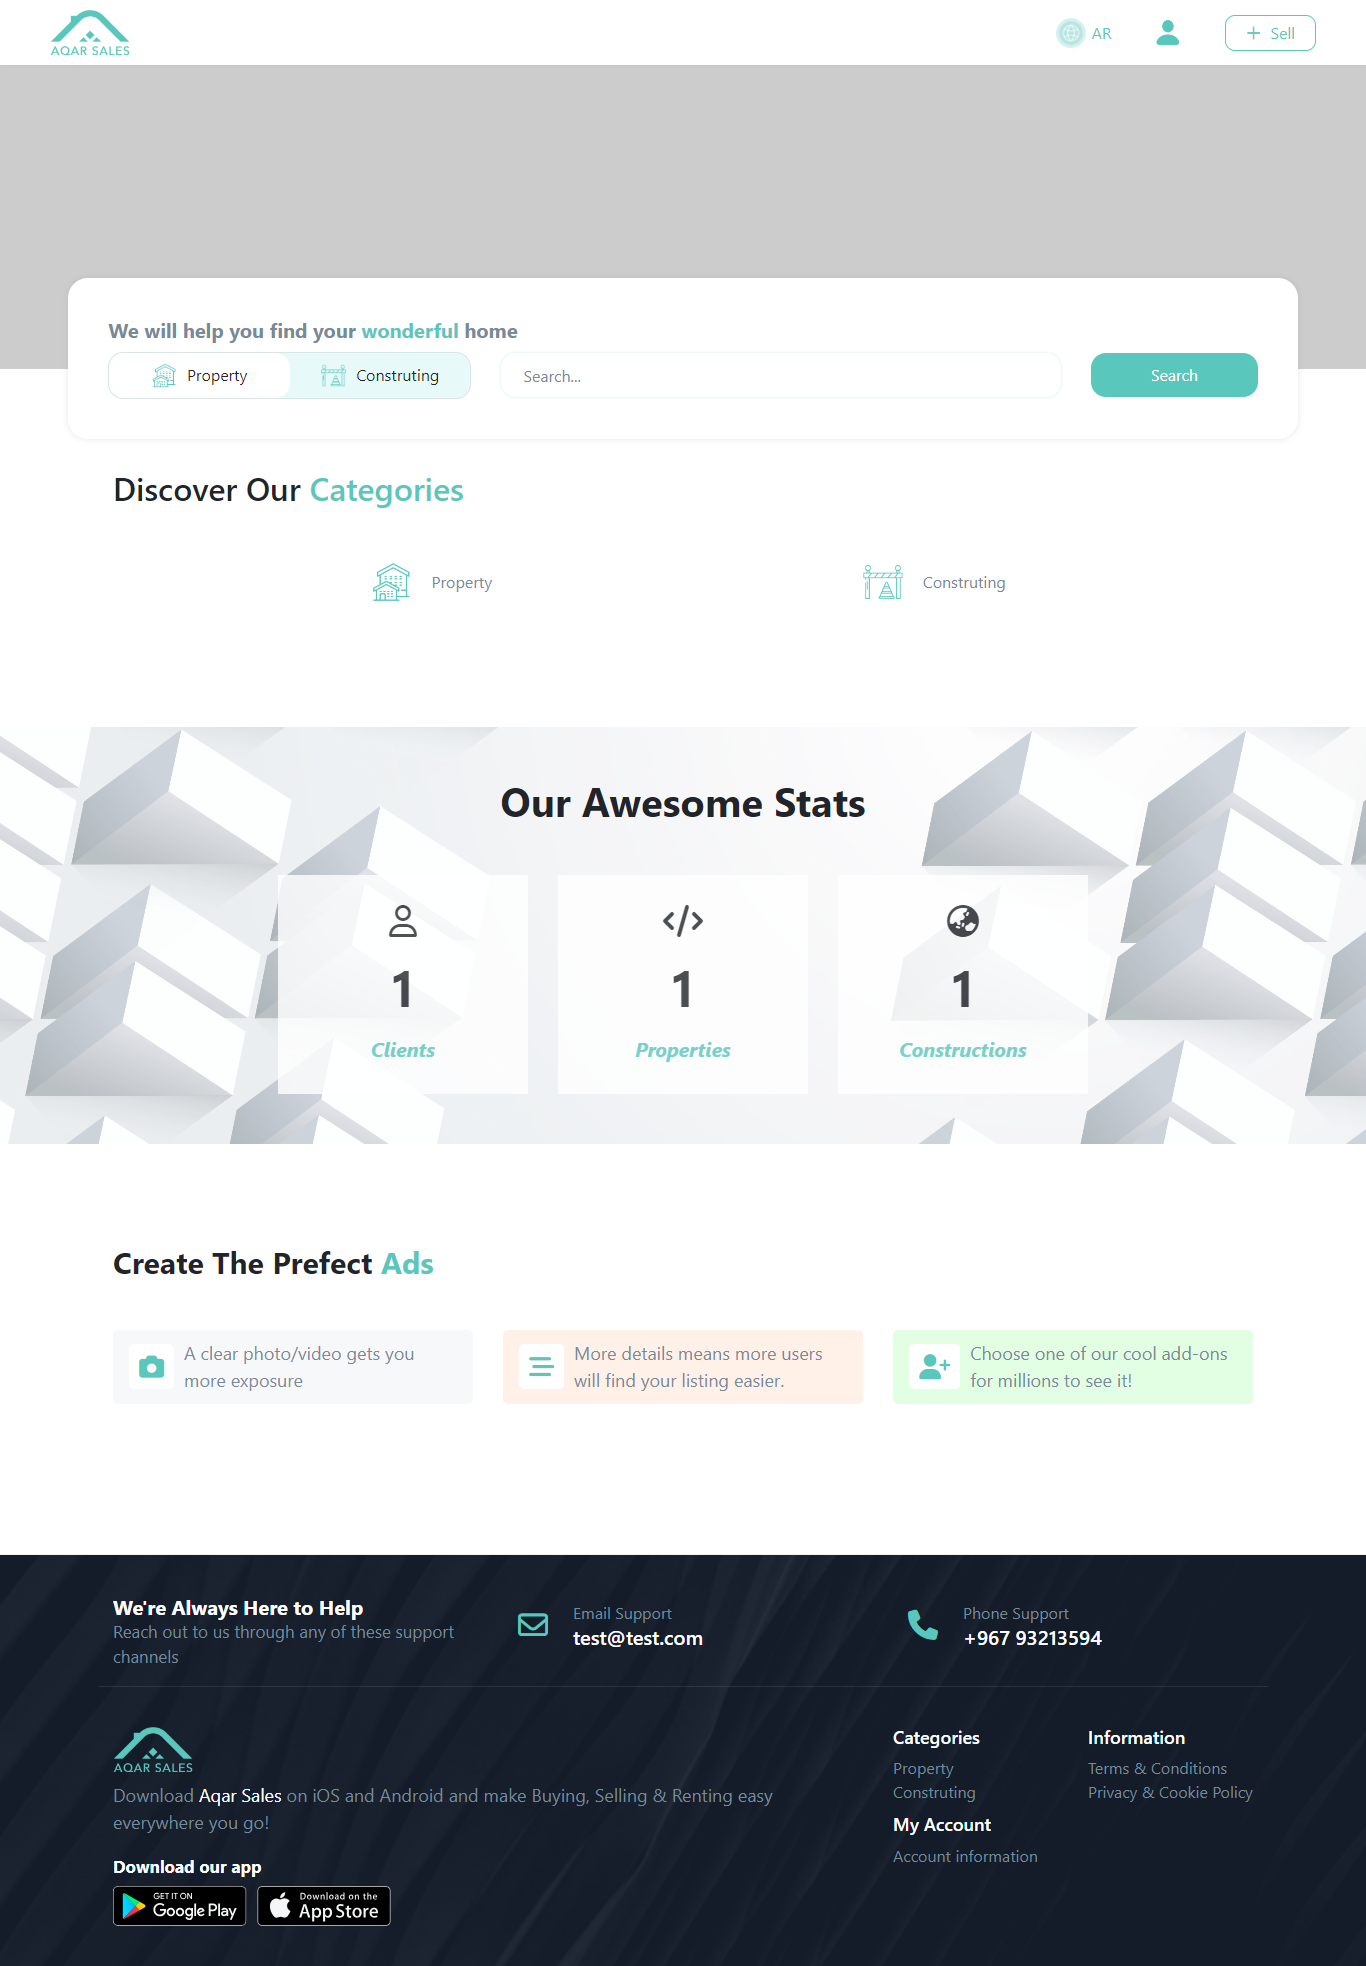 AQAR SALES
AR
Sell
We will help you find your wonderful home
Property
Construting
Search...
Search
Discover Our Categories
Property
Construting
Our Awesome Stats
1
Clients
1
Properties
1
Constructions
Create The Prefect Ads
A clear photo/video gets you
more exposure
More details means more users
will find your listing easier.
Choose one of our cool add-ons
for millions to see it!
We're Always Here to Help
Reach out to us through any of these support
channels
Email Support
test@test.com
Phone Support
+967 93213594
AQAR SALES
Download Aqar Sales on iOS and Android and make Buying, Selling & Renting easy
everywhere you go!
Download our app
GET IT ON
Google Play
Download on the
App Store
Categories
Property
Construting
My Account
Account information
Information
Terms & Conditions
Privacy & Cookie Policy